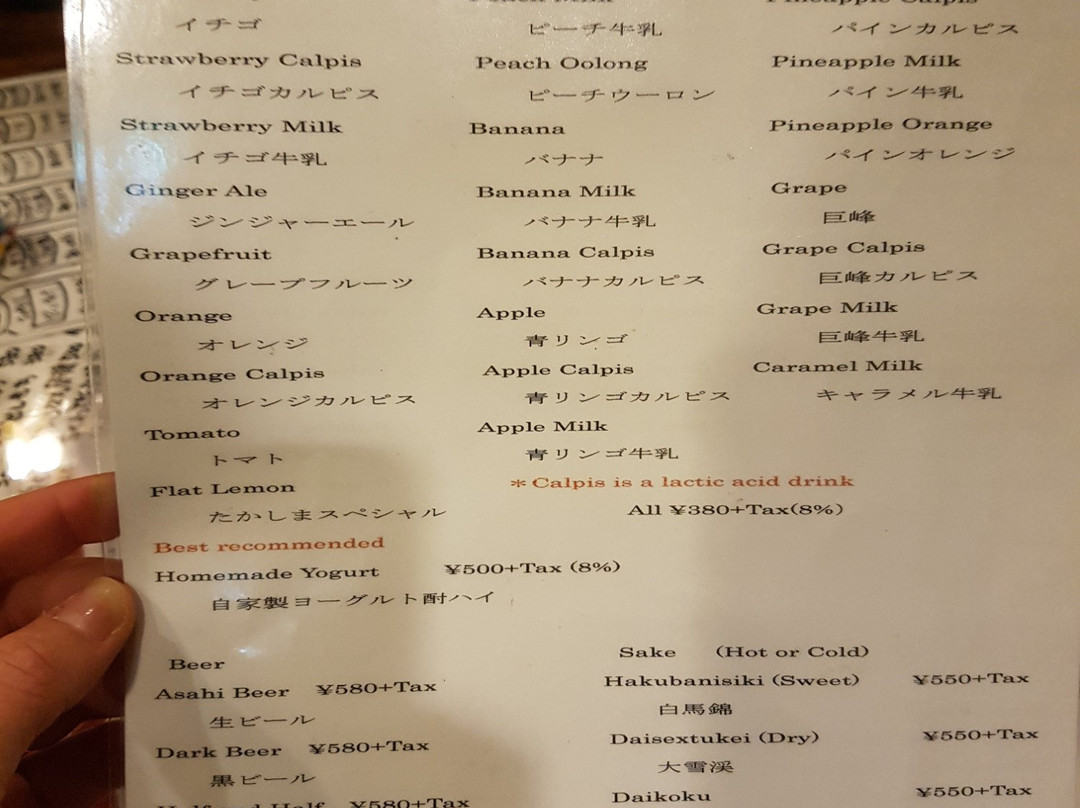 イチゴ
Strawberry Calpis
イチゴカルピス
Strawberry Milk
イチゴ牛乳
Ginger Ale
ジンジャーエール
Grapefruit
グレープフルーツ
Orange
オレンジ
Orange Calpis
オレンジカルピス
Tomato
トマト
Flat Lemon
たかしまスペシャル
Best recommended
Homemade Yogurt ¥500+Tax (8%)
自家製ヨーグルト酎ハイ
Peach Milk
ピーチ牛乳
Peach Oolong
ピーチウーロン
Banana
バナナ
Banana Milk
バナナ牛乳
Banana Calpis
バナナカルピス
Apple
青リンゴ
Apple Calpis
青リンゴカルピス
Apple Milk
青リンゴ牛乳
Pineapple Calpis
パインカルピス
Pineapple Milk
パイン牛乳
Pineapple Orange
パインオレンジ
Grape
巨峰
Grape Calpis
巨峰カルピス
Grape Milk
巨峰牛乳
Caramel Milk
キャラメル牛乳
*Calpis is a lactic acid drink
All ¥380+Tax(8%)
Beer
Asahi Beer ¥580+Tax
生ビール
Dark Beer ¥580+Tax
黒ビール
Half and Half ¥580+Tax
Sake (Hot or Cold)
Hakubanisiki (Sweet) ¥550+Tax
白馬錦
Daisextukei (Dry) ¥550+Tax
大雪渓
Daikoku ¥550+Tax